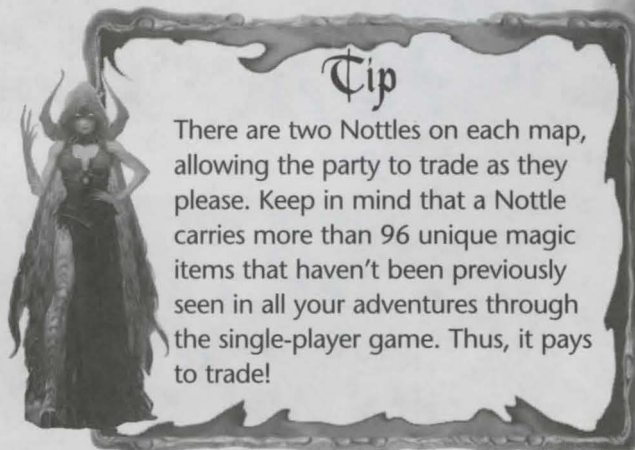 Tip
There are two Nottles on each map,
allowing the party to trade as they
please. Keep in mind that a Nottle
carries more than 96 unique magic
items that haven't been previously
seen in all your adventures through
the single-player game. Thus, it pays
to trade!